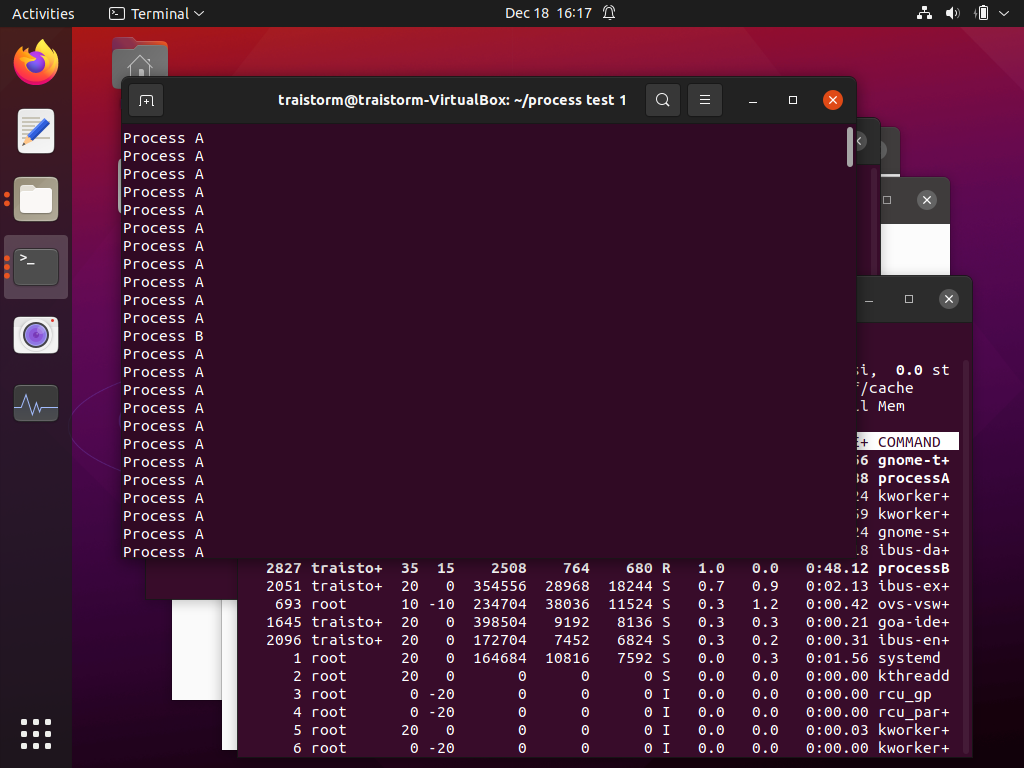 Activities Terminal Dec 18 16:17
traistorm@traistorm-VirtualBox: ~/process test 1
Process A
Process A
Process A
Process A
Process A
Process A
Process A
Process A
Process A
Process A
Process A
Process B
Process A
Process A
Process A
Process A
Process A
Process A
Process A
Process A
Process A
Process A
Process A
Process A
si, 0.0 st
/cache
Mem
COMMAND
gnome-t+
processA
24 kworker+
59 kworker+
24 gnome-s+
ibus-da+
2827 traisto+ 35 15 2508 764 680 R 1.0 0.0 0:48.12 processB
2051 traisto+ 20 0 354556 28968 18244 S 0.7 0.9 0:02.13 ibus-ex+
693 root 10 -10 234704 38036 11524 S 0.3 1.2 0:00.42 ovs-vsw+
1645 traisto+ 20 0 398504 9192 8136 S 0.3 0.3 0:00.21 goa-ide+
2096 traisto+ 20 0 172704 7452 6824 S 0.3 0.2 0:00.31 ibus-en+
1 root 20 0 164684 10816 7592 S 0.0 0.3 0:01.56 systemd
2 root 20 0 0 0 0 S 0.0 0.0 0:00.00 kthreadd
3 root 0 -20 0 0 0 I 0.0 0.0 0:00.00 rcu_gp
4 root 0 -20 0 0 0 I 0.0 0.0 0:00.00 rcu_par+
5 root 20 0 0 0 0 I 0.0 0.0 0:00.03 kworker+
6 root 0 -20 0 0 0 I 0.0 0.0 0:00.00 kworker+